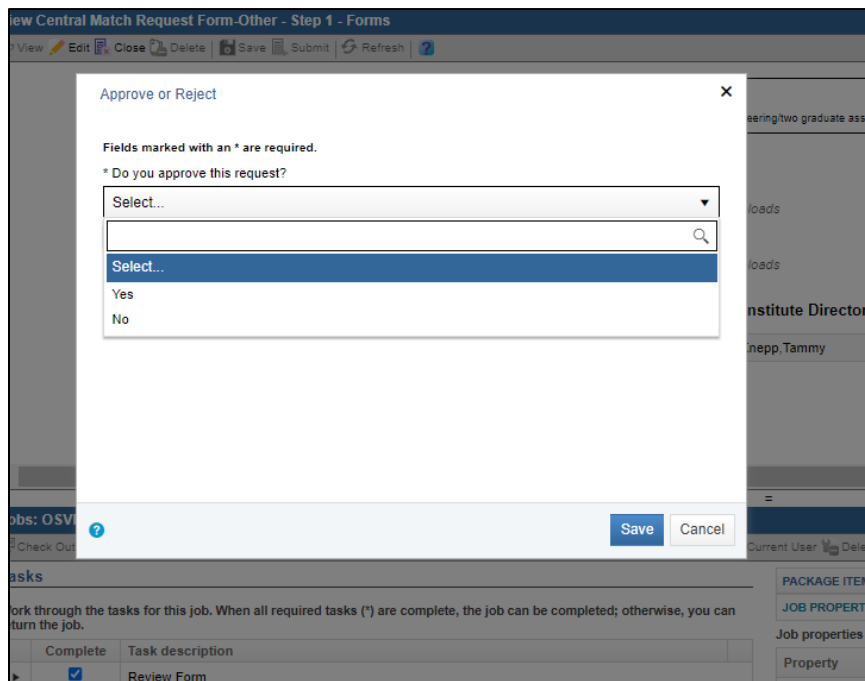 iew Central Match Request Form-Other - Step 1 - Forms
View Edit Close Delete Save Submit Refresh ?
Approve or Reject
eering/two graduate ass
Fields marked with an * are required.
* Do you approve this request?
Select...
loads
Select...
loads
Yes
No
nstitute Director
nepp,Tammy
=
obs: OSVI
? Save Cancel
Check Out
Current User Dele
asks
PACKAGE ITEM
ork through the tasks for this job. When all required tasks (*) are complete, the job can be completed; otherwise, you can
JOB PROPERT
eturn the job.
Job properties
Complete Task description
Property
Review Form